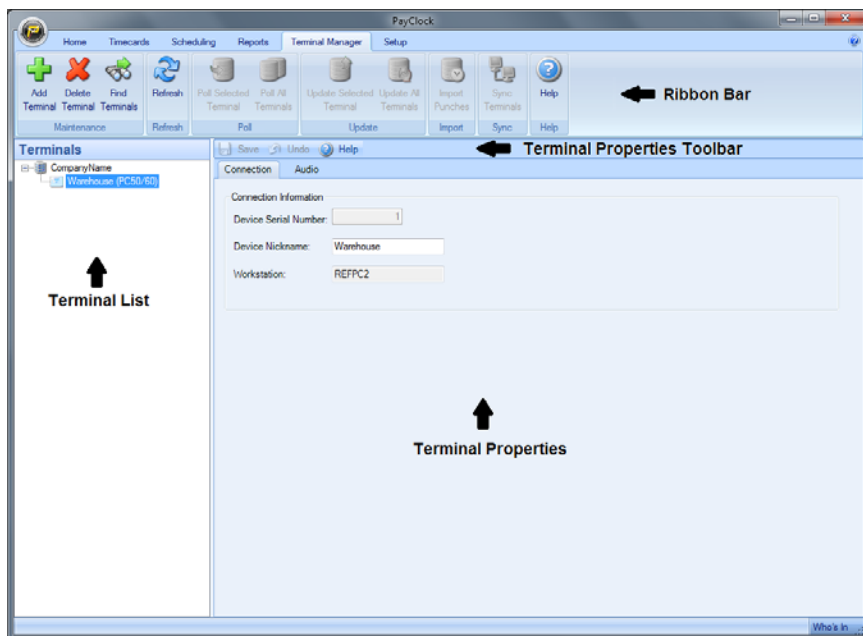 PayClock
Home Timecards Scheduling Reports Terminal Manager Setup
Add Terminal
Delete Terminal
Find Terminals
Refresh
Poll Selected Terminal
Poll All Terminals
Update Selected Terminal
Update All Terminals
Import Punches
Sync Terminals
Help
Ribbon Bar
Maintenance Refresh Poll Update Import Sync Help
Terminals
Save Undo Help
Terminal Properties Toolbar
CompanyName
Warehouse (PC50/60)
Connection Audio
Connection Information
Device Serial Number: 1
Device Nickname: Warehouse
Workstation: REFPC2
Terminal List
Terminal Properties
Who's In